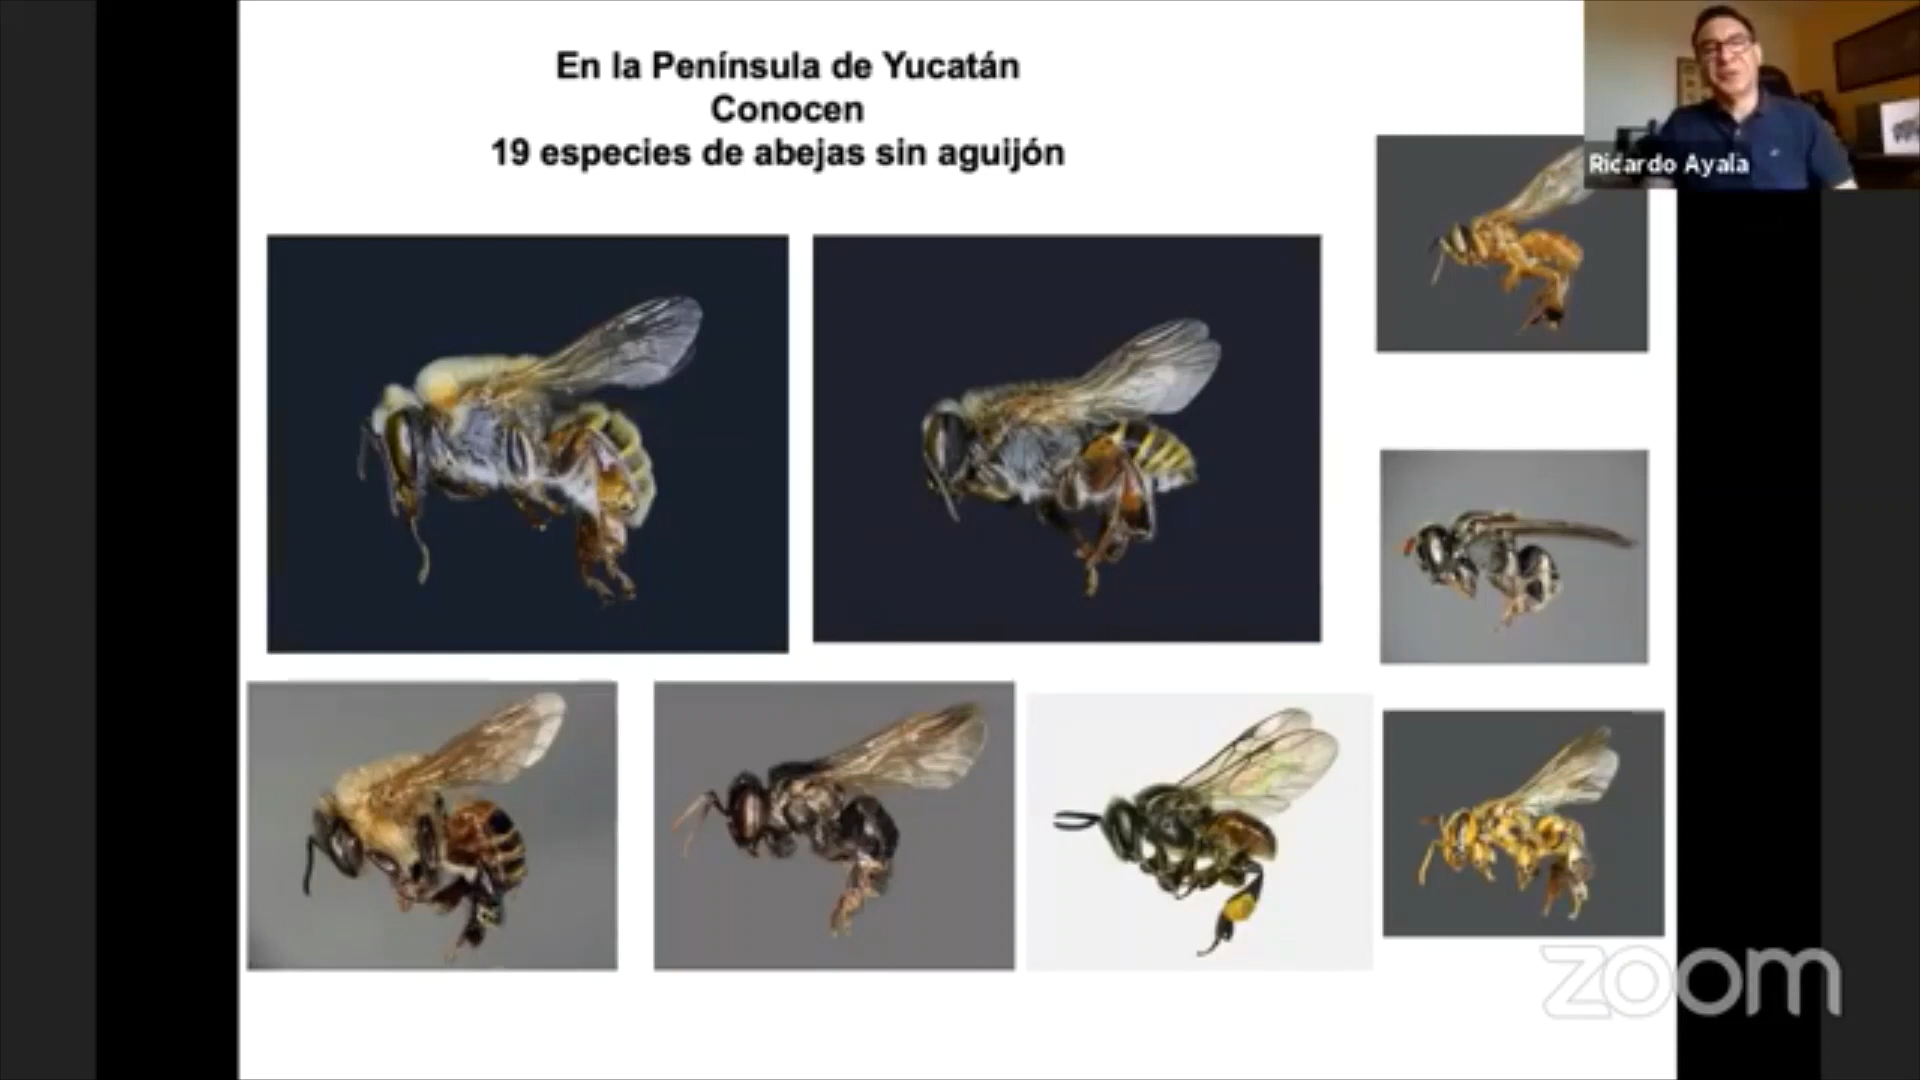 En la Península de Yucatán
Conocen
19 especies de abejas sin aguijón
Ricardo Ayala
zoom